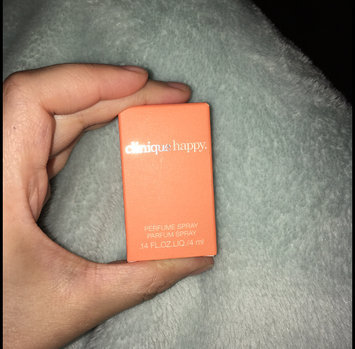 clinique happy.
PERFUME SPRAY
PARFUM SPRAY
.14 FL.OZ.LIQ./4 ml